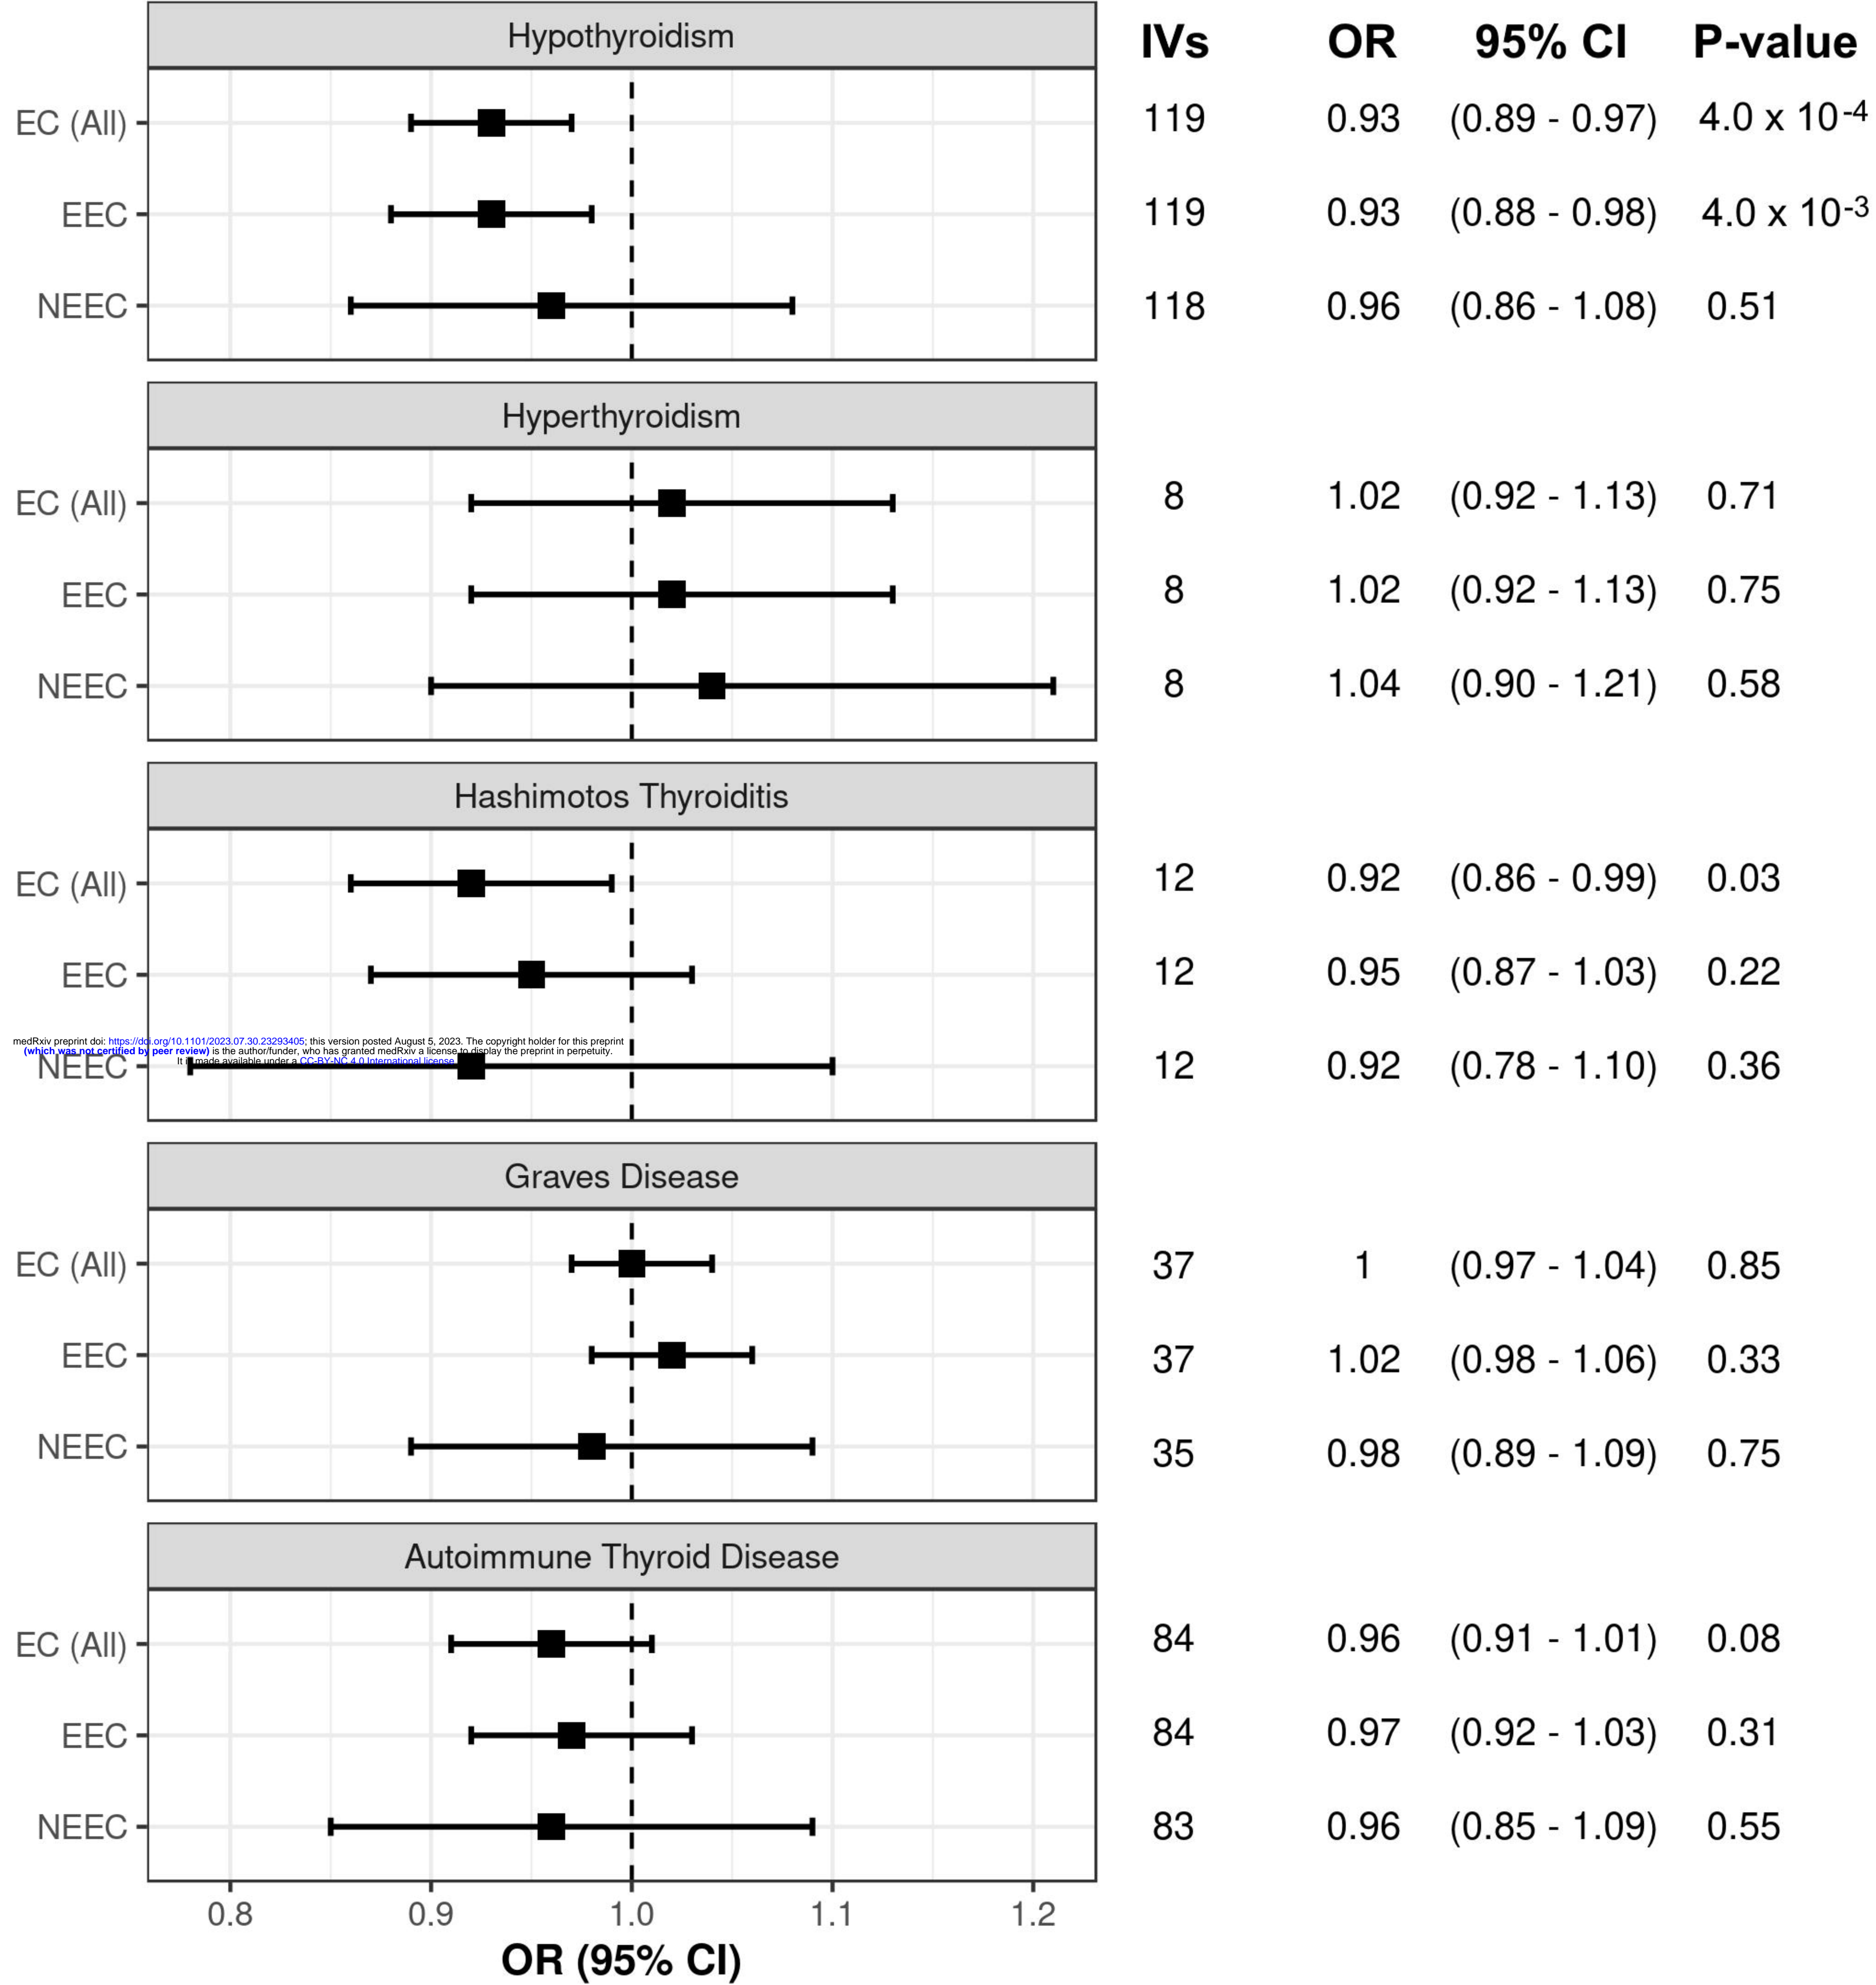 Hypothyroidism
IVs OR 95% CI P-value
EC (All) 119 0.93 (0.89 - 0.97) 4.0 x 10-4
EEC 119 0.93 (0.88 - 0.98) 4.0 x 10-3
NEEC 118 0.96 (0.86 - 1.08) 0.51
Hyperthyroidism
EC (All) 8 1.02 (0.92 - 1.13) 0.71
EEC 8 1.02 (0.92 - 1.13) 0.75
NEEC 8 1.04 (0.90 - 1.21) 0.58
Hashimotos Thyroiditis
EC (All) 12 0.92 (0.86 - 0.99) 0.03
EEC 12 0.95 (0.87 - 1.03) 0.22
medRxiv preprint doi: https://doi.org/10.1101/2023.07.30.23293405; this version posted August 5, 2023. The copyright holder for this preprint
(which was not certified by peer review) is the author/funder, who has granted medRxiv a license to display the preprint in perpetuity.
It is made available under a CC-BY-NC 4.0 International license
NEEC 12 0.92 (0.78 - 1.10) 0.36
Graves Disease
EC (All) 37 1 (0.97 - 1.04) 0.85
EEC 37 1.02 (0.98 - 1.06) 0.33
NEEC 35 0.98 (0.89 - 1.09) 0.75
Autoimmune Thyroid Disease
EC (All) 84 0.96 (0.91 - 1.01) 0.08
EEC 84 0.97 (0.92 - 1.03) 0.31
NEEC 83 0.96 (0.85 - 1.09) 0.55
0.8 0.9 1.0 1.1 1.2
OR (95% CI)